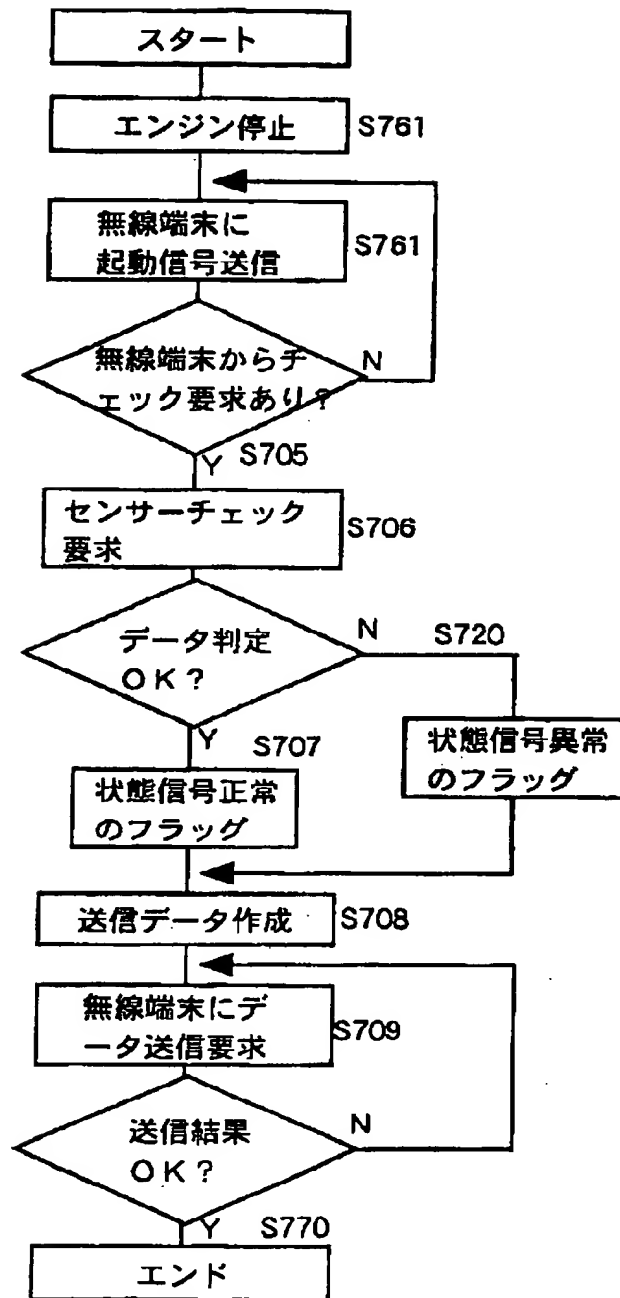 スタート
エンジン停止 S761
無線端末に
起動信号送信 S761
無線端末からチ
ェック要求あり? N
Y S705
センサーチェック
要求 S706
データ判定
OK? N S720
Y S707
状態信号異常
のフラッグ
状態信号正常
のフラッグ
送信データ作成 S708
無線端末にデ
ータ送信要求 S709
送信結果
OK? N
Y S770
エンド